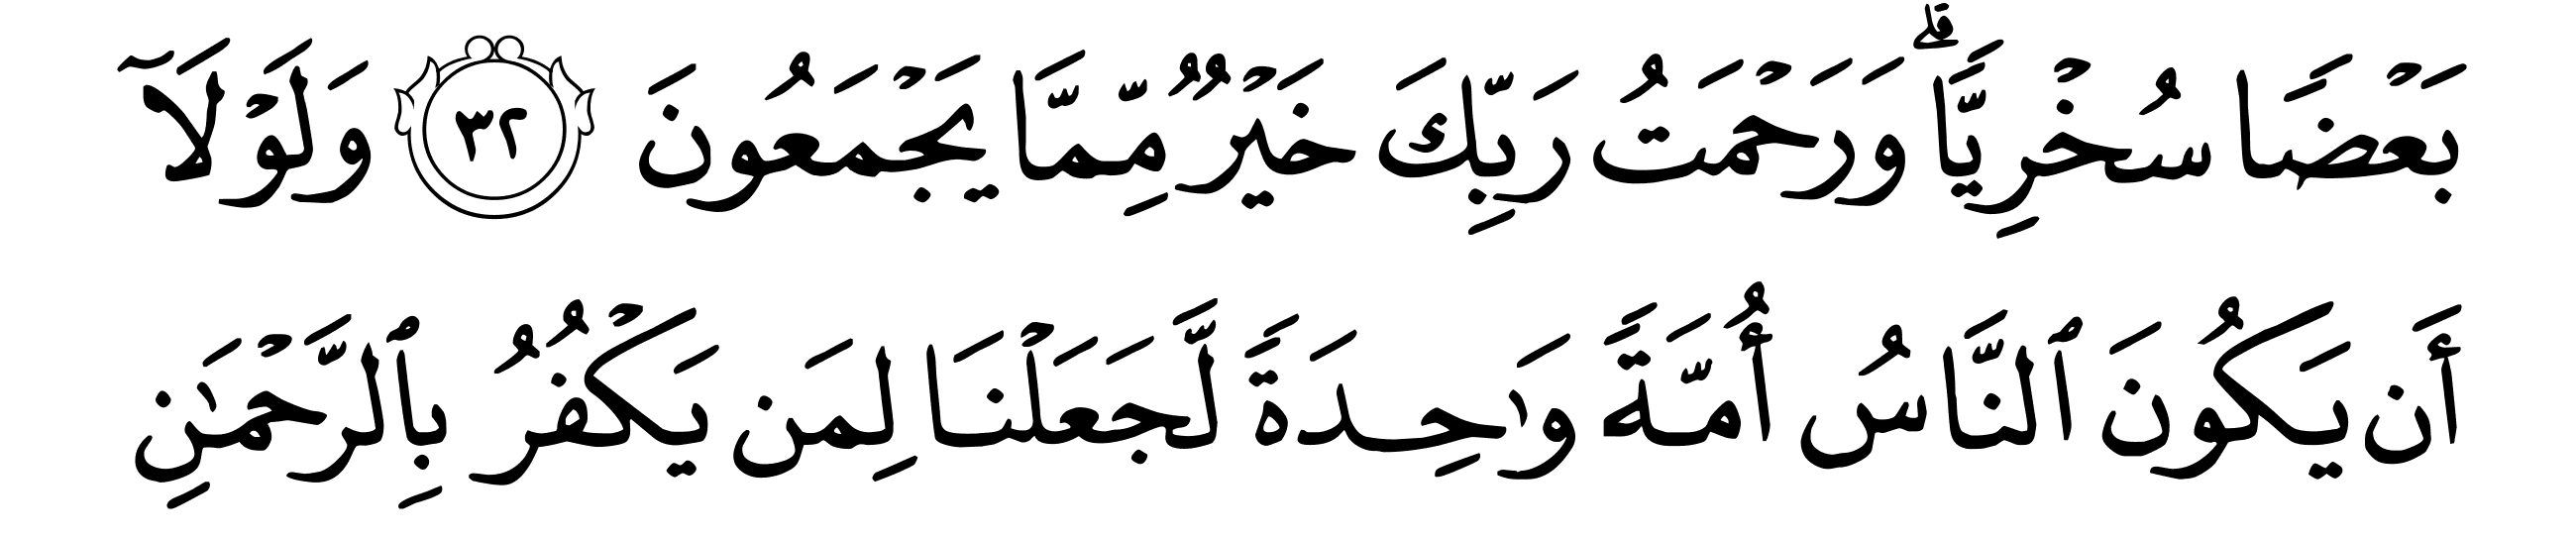 بَعۡضٗا سُخۡرِيّٗاۗ وَرَحۡمَتُ رَبِّكَ خَيۡرٞ مِّمَّا يَجۡمَعُونَ ٣٢ وَلَوۡلَآ
أَن يَكُونَ ٱلنَّاسُ أُمَّةٗ وَٰحِدَةٗ لَّجَعَلۡنَا لِمَن يَكۡفُرُ بِٱلرَّحۡمَٰنِ